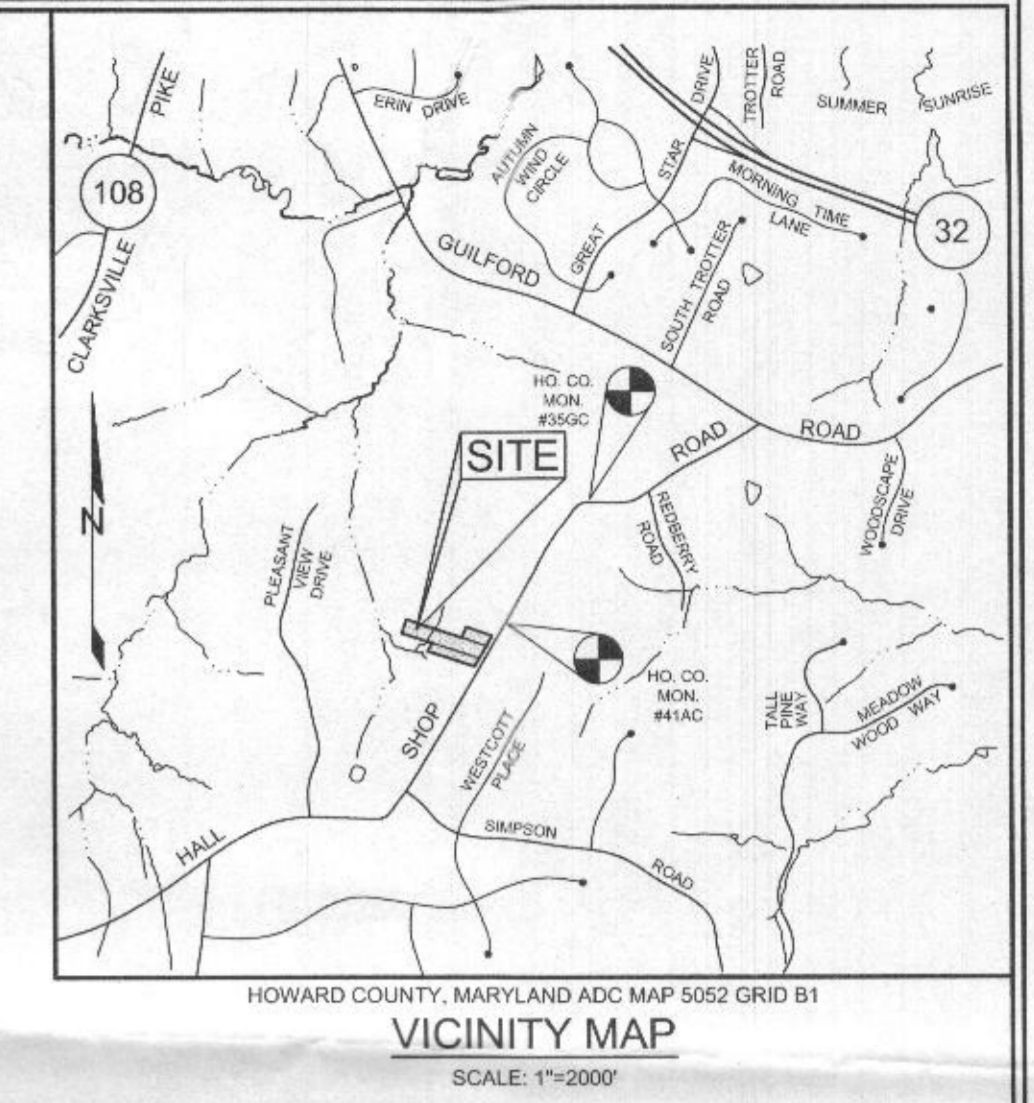 PIKE
ERIN DRIVE
DRIVE
TROTTER
ROAD
SUMMER
SUNRISE
108
AUTUMN
WIND
CIRCLE
STAR
MORNING TIME
LANE
32
CLARKSVILLE
GUILFORD
GREAT
SOUTH TROTTER
ROAD
HO. CO.
MON.
#35GC
ROAD
ROAD
SITE
WOODSCAPE
DRIVE
N
REDBERRY
ROAD
PLEASANT
VIEW
DRIVE
HO. CO.
MON.
#41AC
TALL
PINE
WAY
MEADOW
WOOD WAY
SHOP
WESTCOTT
PLACE
HALL
SIMPSON
ROAD
HOWARD COUNTY, MARYLAND ADC MAP 5052 GRID B1
VICINITY MAP
SCALE: 1"=2000'